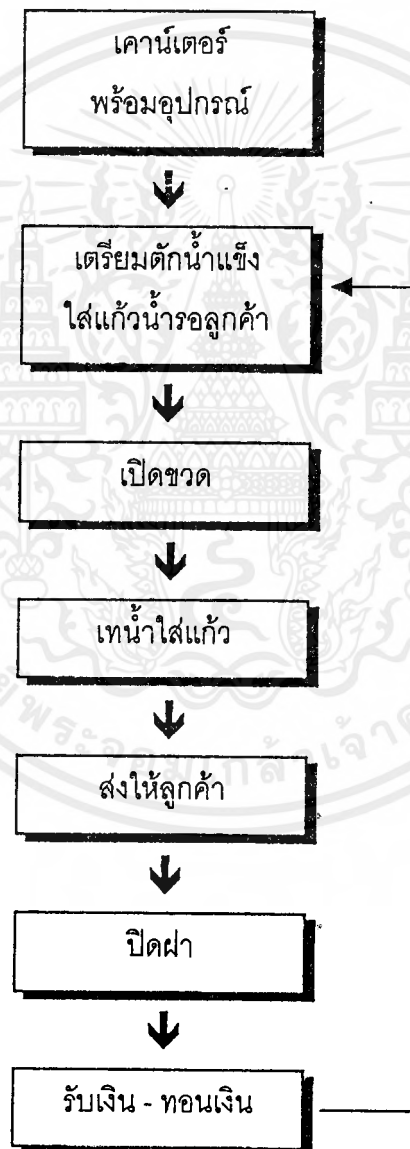 เคาน์เตอร์
พร้อมอุปกรณ์
เตรียมตักน้ำแข็ง
ใส่แก้วน้ำรอลูกค้า
เปิดขวด
เทน้ำใส่แก้ว
ส่งให้ลูกค้า
ปิดฝา
รับเงิน - ทอนเงิน